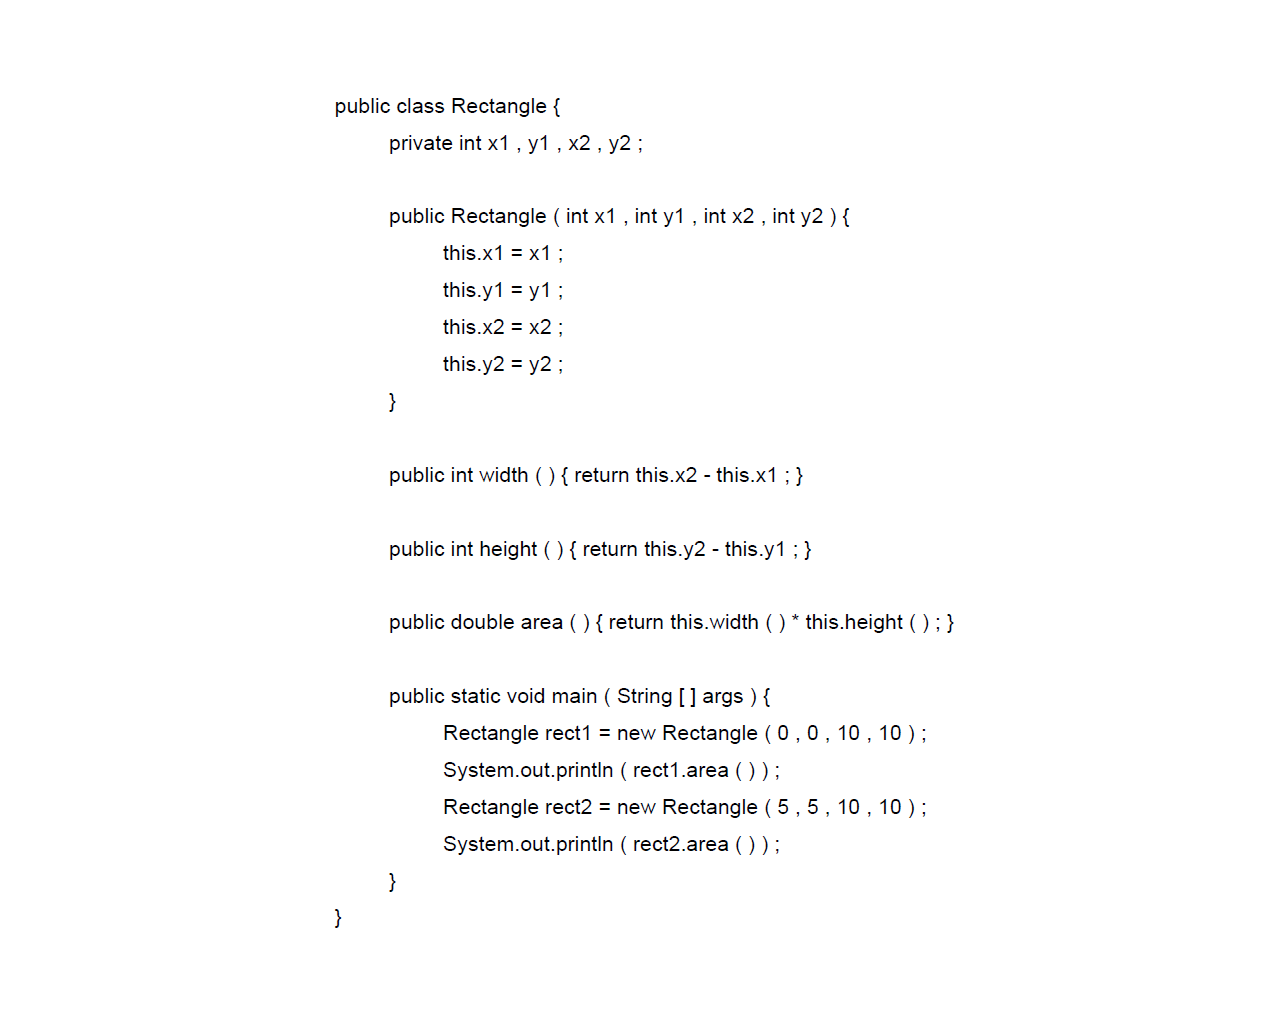 public class Rectangle {
private int x1 , y1 , x2 , y2 ;
public Rectangle ( int x1 , int y1 , int x2 , int y2 ) {
this.x1 = x1 ;
this.y1 = y1 ;
this.x2 = x2 ;
this.y2 = y2 ;
}
public int width ( ) { return this.x2 - this.x1 ; }
public int height ( ) { return this.y2 - this.y1 ; }
public double area ( ) { return this.width ( ) * this.height ( ) ; }
public static void main ( String [ ] args ) {
Rectangle rect1 = new Rectangle ( 0 , 0 , 10 , 10 ) ;
System.out.println ( rect1.area ( ) ) ;
Rectangle rect2 = new Rectangle ( 5 , 5 , 10 , 10 ) ;
System.out.println ( rect2.area ( ) ) ;
}
}